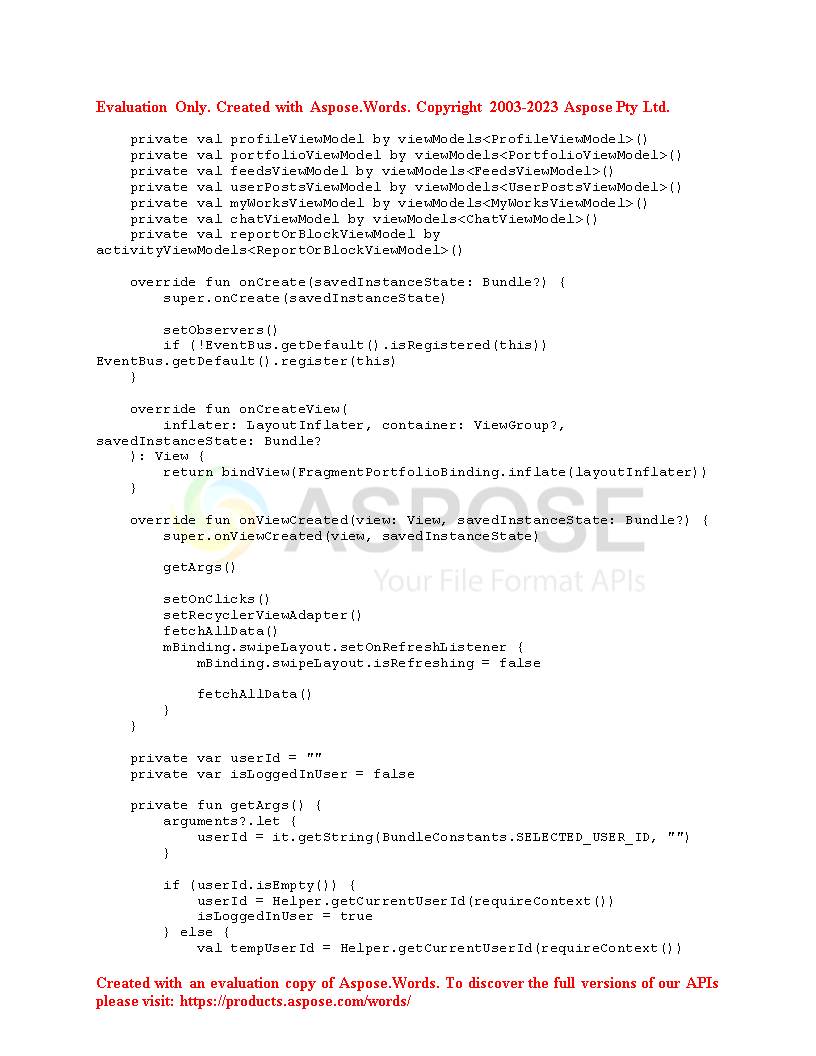 Evaluation Only. Created with Aspose.Words. Copyright 2003-2023 Aspose Pty Ltd.
    private val profileViewModel by viewModels<ProfileViewModel>()
    private val portfolioViewModel by viewModels<PortfolioViewModel>()
    private val feedsViewModel by viewModels<FeedsViewModel>()
    private val userPostsViewModel by viewModels<UserPostsViewModel>()
    private val myWorksViewModel by viewModels<MyWorksViewModel>()
    private val chatViewModel by viewModels<ChatViewModel>()
    private val reportOrBlockViewModel by
activityViewModels<ReportOrBlockViewModel>()
    override fun onCreate(savedInstanceState: Bundle?) {
        super.onCreate(savedInstanceState)
        setObservers()
        if (!EventBus.getDefault().isRegistered(this))
EventBus.getDefault().register(this)
    }
    override fun onCreateView(
        inflater: LayoutInflater, container: ViewGroup?,
savedInstanceState: Bundle?
    ): View {
        return bindView(FragmentPortfolioBinding.inflate(layoutInflater))
    }
    override fun onViewCreated(view: View, savedInstanceState: Bundle?) {
        super.onViewCreated(view, savedInstanceState)
ASPOSE
        getArgs()
Your File Format APIs
        setOnClicks()
        setRecyclerViewAdapter()
        fetchAllData()
        mBinding.swipeLayout.setOnRefreshListener {
            mBinding.swipeLayout.isRefreshing = false
            fetchAllData()
        }
    }
    private var userId = ""
    private var isLoggedInUser = false
    private fun getArgs() {
        arguments?.let {
            userId = it.getString(BundleConstants.SELECTED_USER_ID, "")
        }
        if (userId.isEmpty()) {
            userId = Helper.getCurrentUserId(requireContext())
            isLoggedInUser = true
        } else {
            val tempUserId = Helper.getCurrentUserId(requireContext())
Created with an evaluation copy of Aspose.Words. To discover the full versions of our APIs
please visit: https://products.aspose.com/words/